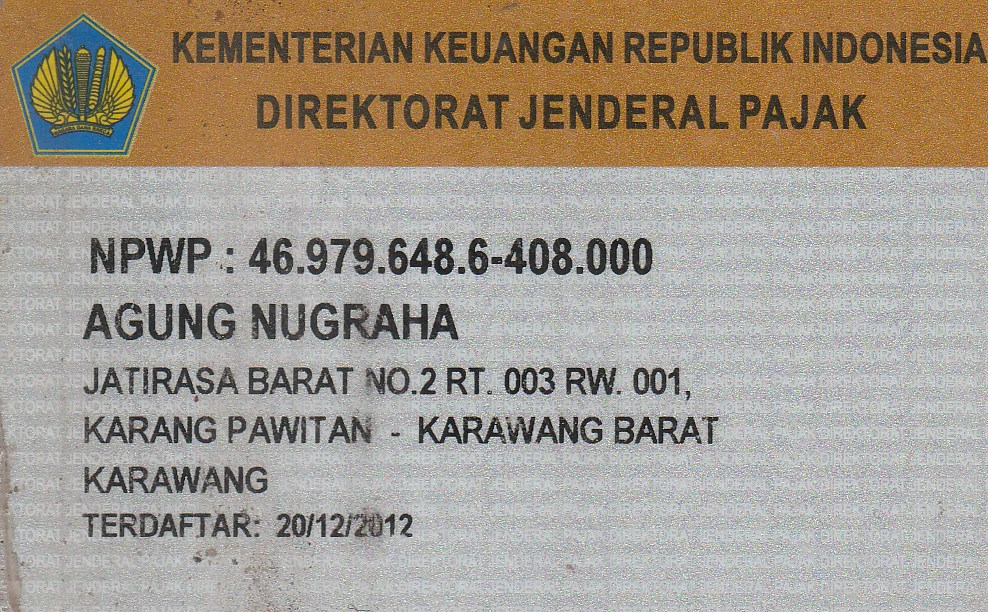 KEMENTERIAN KEUANGAN REPUBLIK INDONESIA
DIREKTORAT JENDERAL PAJAK
NPWP : 46.979.648.6-408.000
AGUNG NUGRAHA
JATIRASA BARAT NO.2 RT. 003 RW. 001,
KARANG PAWITAN - KARAWANG BARAT
KARAWANG
TERDAFTAR: 20/12/2012